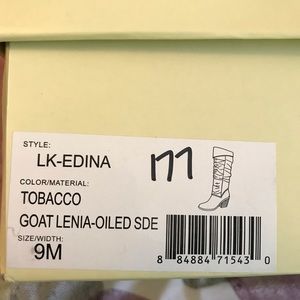 STYLE:
LK-EDINA
177
COLOR/MATERIAL:
TOBACCO
GOAT LENIA-OILED SDE
SIZE/WIDTH:
9M
8 84884 71543 0